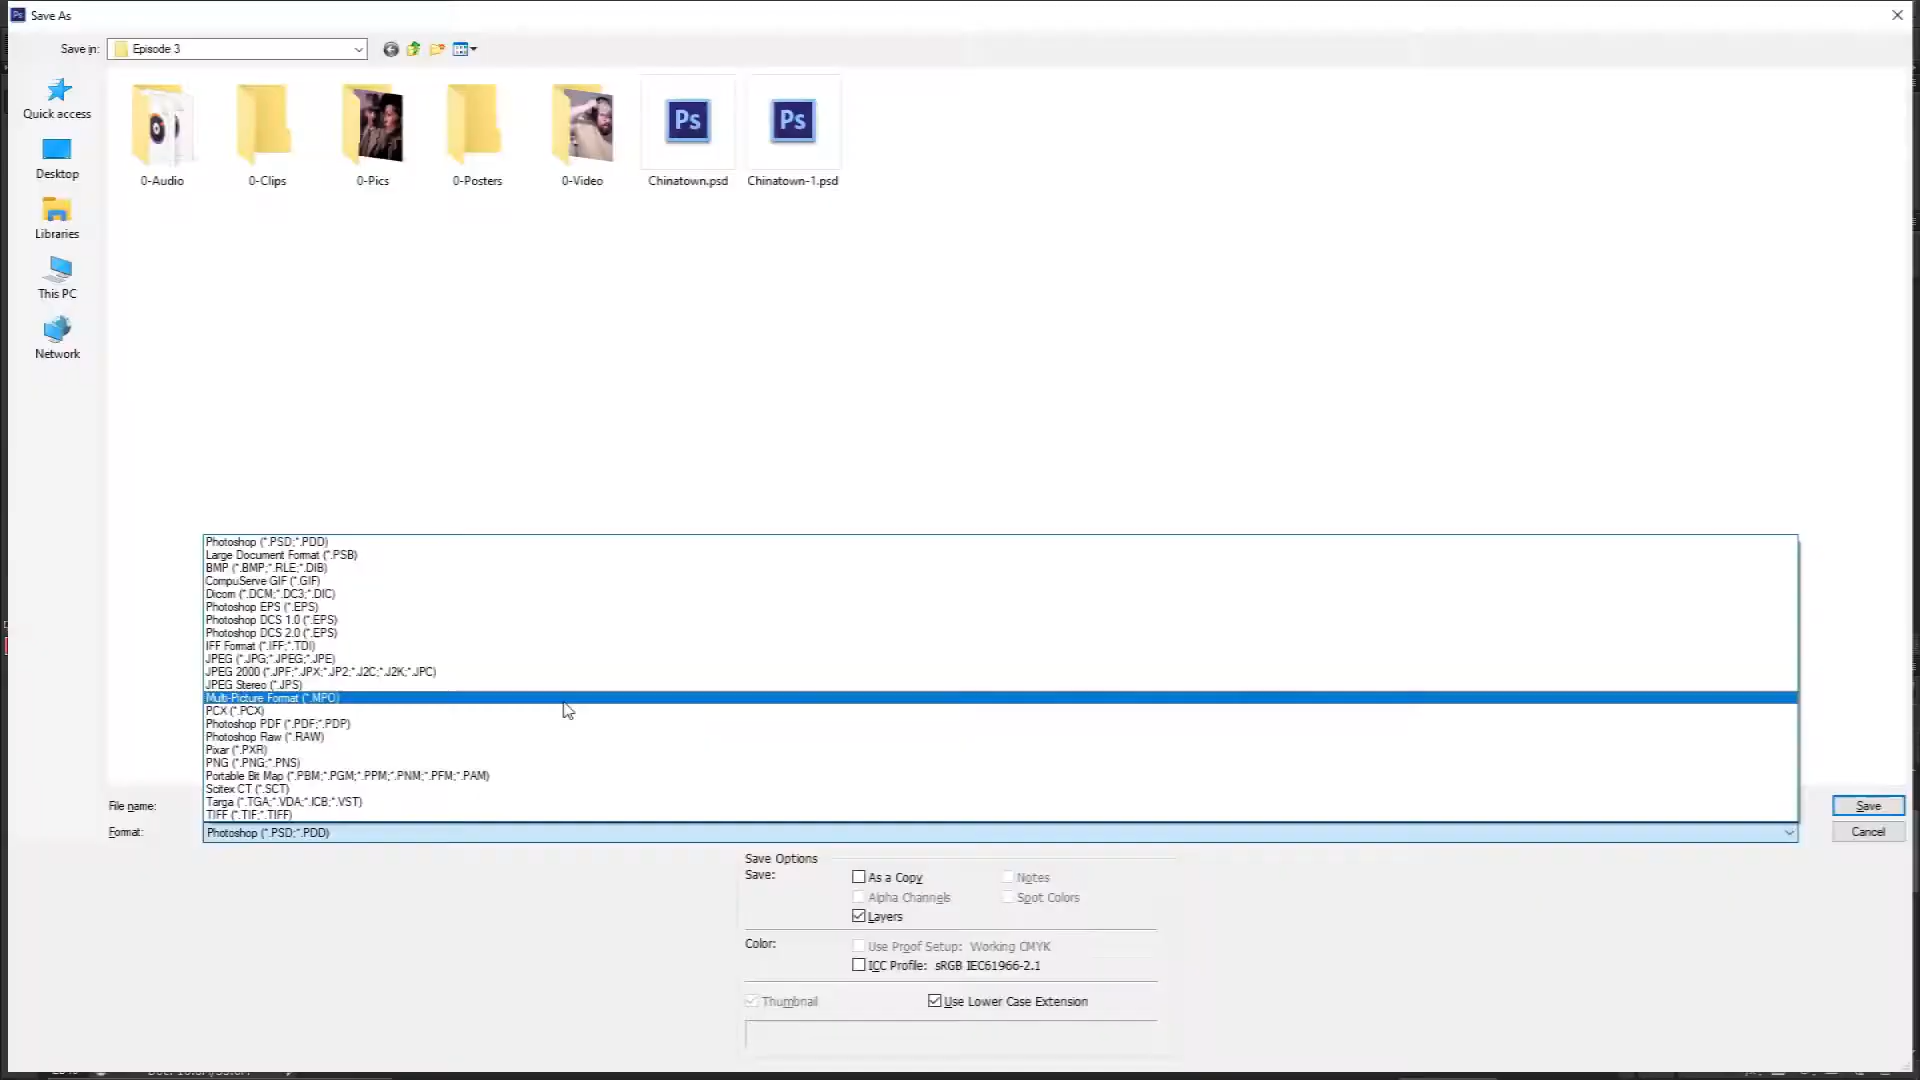 Ps Save As
Save in: Episode 3
Quick access
Desktop
Libraries
This PC
Network
0-Audio
0-Clips
0-Pics
0-Posters
0-Video
Ps
Chinatown.psd
Ps
Chinatown-1.psd
Photoshop (*.PSD;*.PDD)
Large Document Format (*.PSB)
BMP (*.BMP;*.RLE;*.DIB)
CompuServe GIF (*.GIF)
Dicom (*.DCM;*.DC3;*.DIC)
Photoshop EPS (*.EPS)
Photoshop DCS 1.0 (*.EPS)
Photoshop DCS 2.0 (*.EPS)
IFF Format (*.IFF;*.TDI)
JPEG (*.JPG;*.JPEG;*.JPE)
JPEG 2000 (*.JPF;*.JPX;*.JP2;*.J2C;*.J2K;*.JPC)
JPEG Stereo (*.JPS)
Multi-Picture Format (*.MPO)
PCX (*.PCX)
Photoshop PDF (*.PDF;*.PDP)
Photoshop Raw (*.RAW)
Pixar (*.PXR)
PNG (*.PNG;*.PNS)
Portable Bit Map (*.PBM;*.PGM;*.PPM;*.PNM;*.PFM;*.PAM)
Scitex CT (*.SCT)
Targa (*.TGA;*.VDA;*.ICB;*.VST)
TIFF (*.TIF;*.TIFF)
File name:
Save
Format: Photoshop (*.PSD;*.PDD)
Cancel
Save Options
Save:
As a Copy
Notes
Alpha Channels
Spot Colors
Layers
Color:
Use Proof Setup: Working CMYK
ICC Profile: sRGB IEC61966-2.1
Thumbnail
Use Lower Case Extension